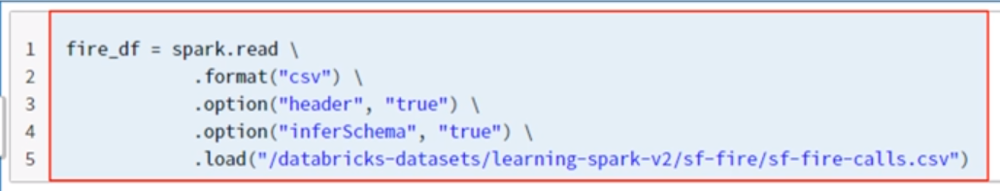 1 fire_df = spark.read \
2 .format("csv") \
3 .option("header", "true") \
4 .option("inferSchema", "true") \
5 .load("/databricks-datasets/learning-spark-v2/sf-fire/sf-fire-calls.csv")